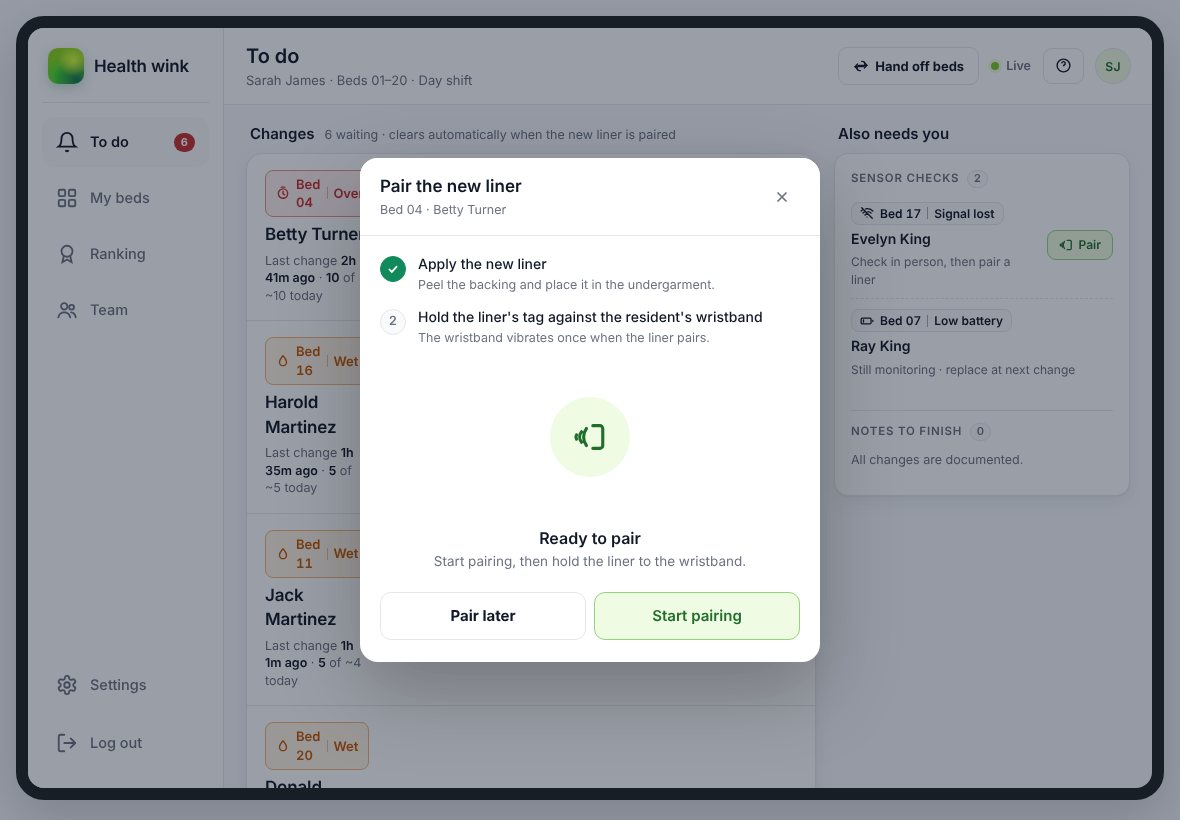 Health wink
To do
6
My beds
Ranking
Team
Settings
Log out
To do
Sarah James · Beds 01–20 · Day shift
Hand off beds
Live
SJ
Changes
6 waiting · clears automatically when the new liner is paired
Bed
04
Betty
Last change 2h
41m ago · 10 of
~10 today
Bed
16
Wet
Harold
Martinez
Last change 1h
35m ago · 5 of
~5 today
Bed
11
Wet
Jack
Martinez
Last change 1h
1m ago · 5 of ~4
today
Bed
20
Wet
Donald
Pair the new liner
Bed 04 · Betty Turner
Apply the new liner
Peel the backing and place it in the undergarment.
2
Hold the liner's tag against the resident's wristband
The wristband vibrates once when the liner pairs.
Ready to pair
Start pairing, then hold the liner to the wristband.
Pair later
Start pairing
Also needs you
SENSOR CHECKS 2
Bed 17 | Signal lost
Evelyn King
Check in person, then pair a
liner
Pair
Bed 07 | Low battery
Ray King
Still monitoring · replace at next change
NOTES TO FINISH 0
All changes are documented.